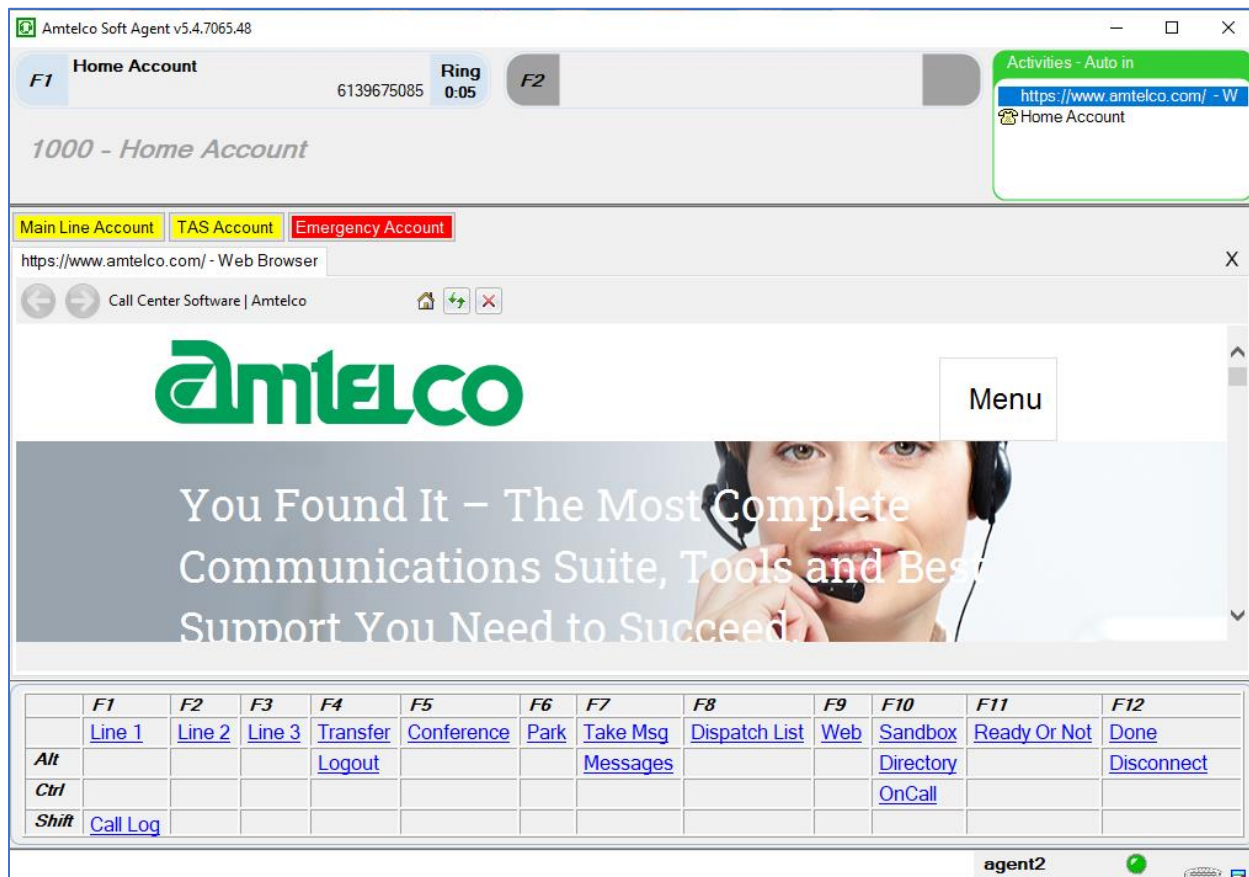 Amtelco Soft Agent v5.4.7065.48
F1 Home Account 6139675085 Ring 0:05 F2
1000 - Home Account
Activities - Auto in
https://www.amtelco.com/ - W
Home Account
Main Line Account TAS Account Emergency Account
https://www.amtelco.com/ - Web Browser X
Call Center Software | Amtelco
amtelco
Menu
You Found It – The Most Complete
Communications Suite, Tools and Best
Support You Need to Succeed.
F1 F2 F3 F4 F5 F6 F7 F8 F9 F10 F11 F12
Line 1 Line 2 Line 3 Transfer Conference Park Take Msg Dispatch List Web Sandbox Ready Or Not Done
Alt Logout Messages Directory Disconnect
Ctrl OnCall
Shift Call Log
agent2